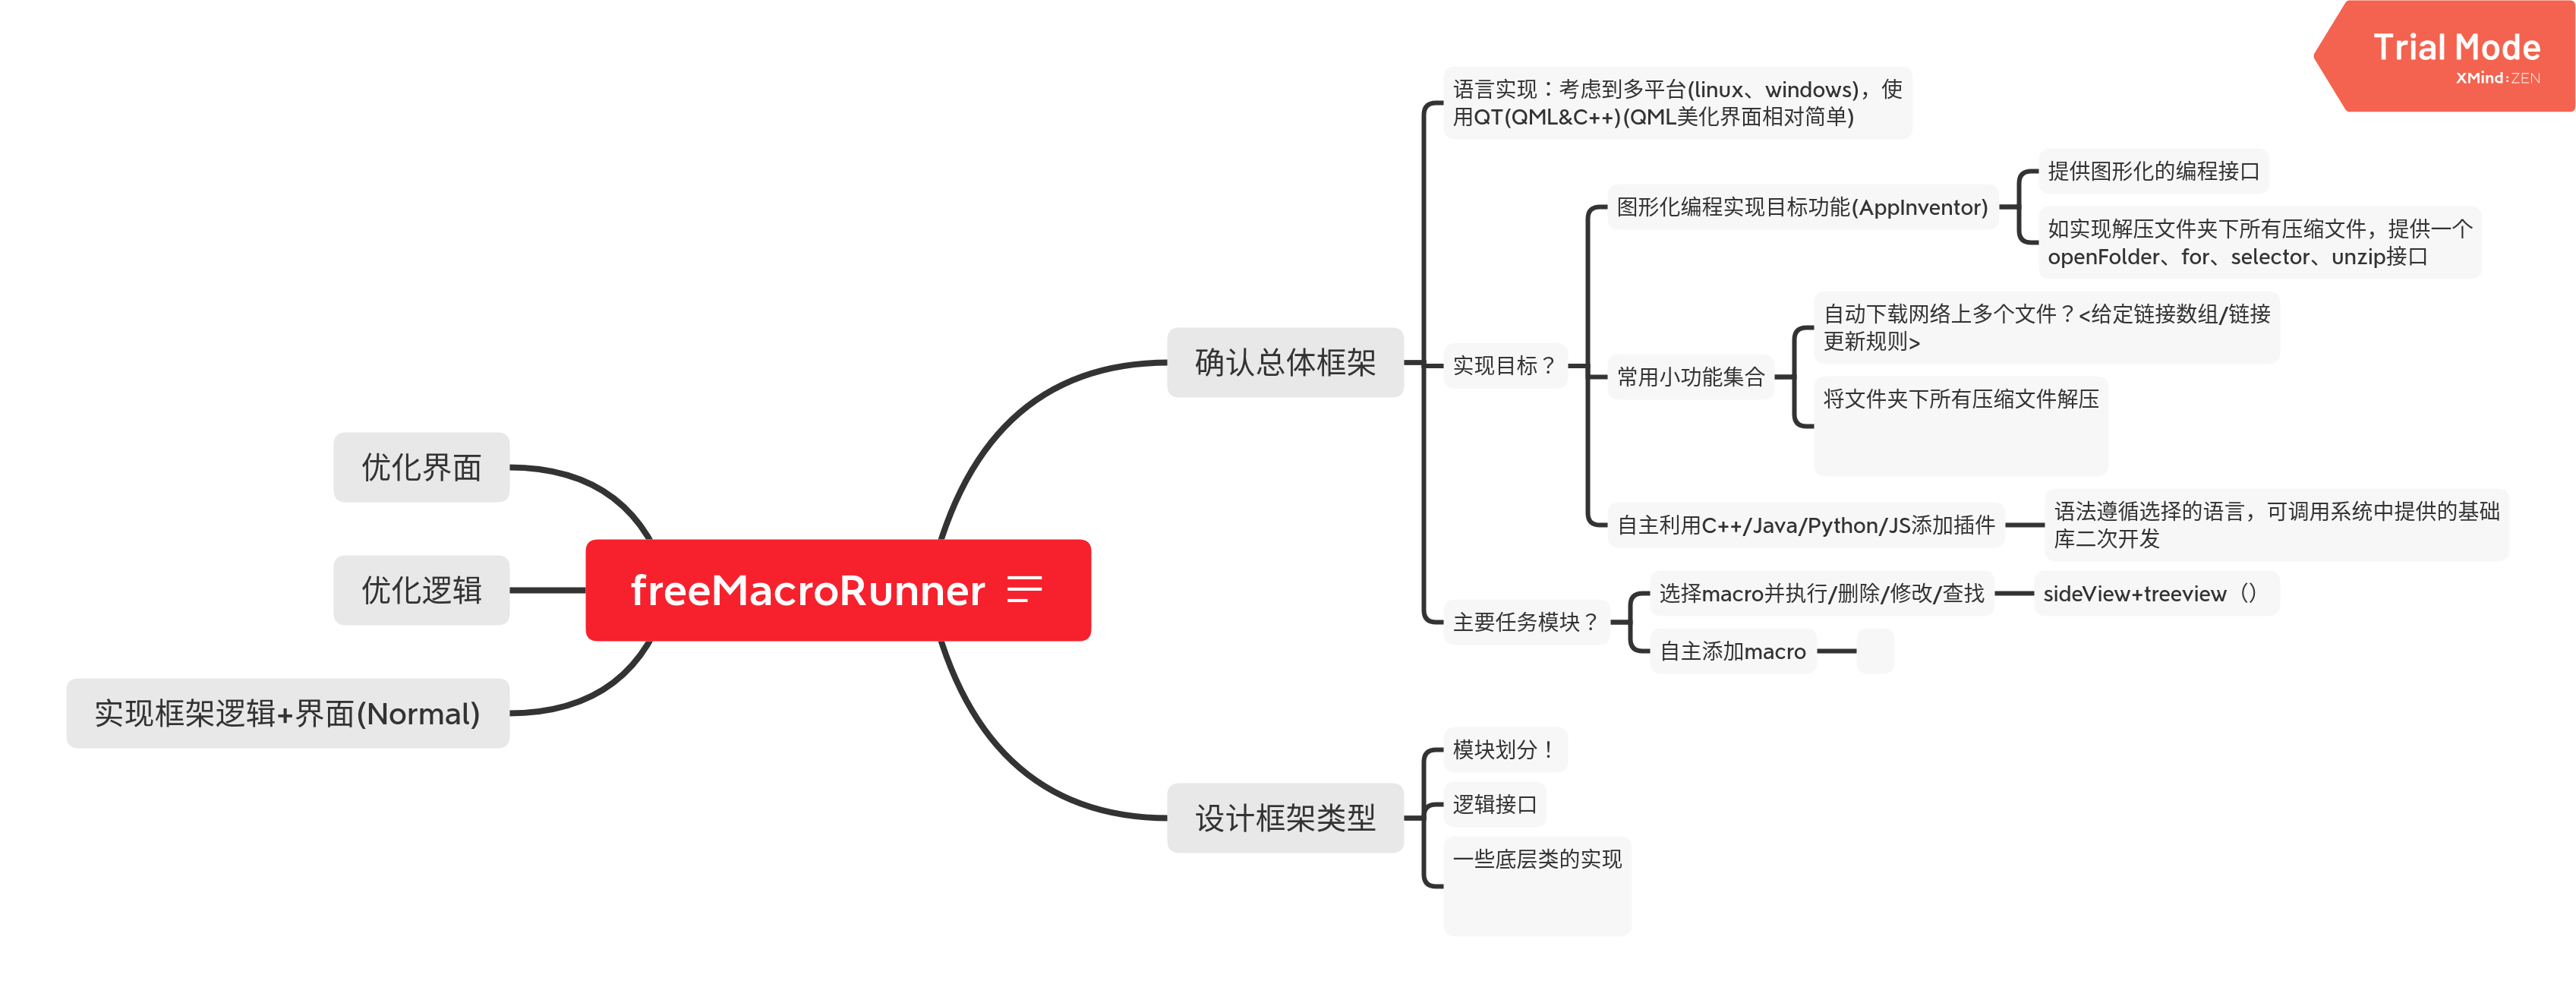 Trial Mode
XMind:ZEN
语言实现：考虑到多平台(linux、windows)，使
用QT(QML&C++)(QML美化界面相对简单)
提供图形化的编程接口
图形化编程实现目标功能(AppInventor)
如实现解压文件夹下所有压缩文件，提供一个
openFolder、for、selector、unzip接口
自动下载网络上多个文件？<给定链接数组/链接
更新规则>
确认总体框架
实现目标？
常用小功能集合
将文件夹下所有压缩文件解压
自主利用C++/Java/Python/JS添加插件
语法遵循选择的语言，可调用系统中提供的基础
库二次开发
主要任务模块？
选择macro并执行/删除/修改/查找
sideView+treeview（）
自主添加macro
优化界面
优化逻辑
freeMacroRunner
实现框架逻辑+界面(Normal)
设计框架类型
模块划分！
逻辑接口
一些底层类的实现